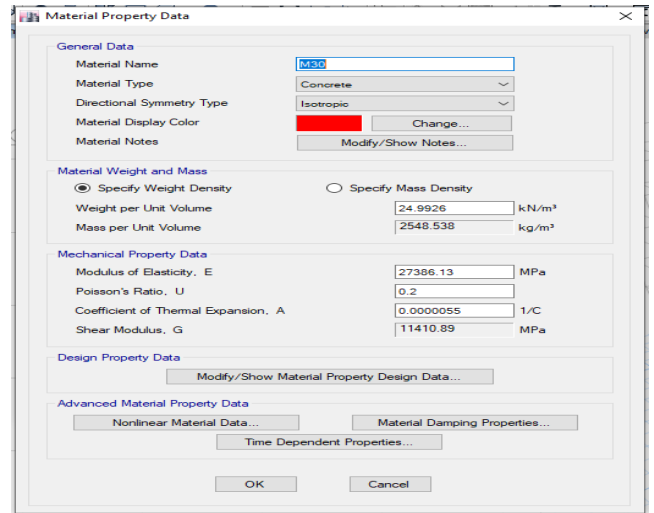 Material Property Data
General Data
Material Name M30
Material Type Concrete
Directional Symmetry Type Isotropic
Material Display Color Change...
Material Notes Modify/Show Notes...
Material Weight and Mass
Specify Weight Density Specify Mass Density
Weight per Unit Volume 24.9926 kN/m³
Mass per Unit Volume 2548.538 kg/m³
Mechanical Property Data
Modulus of Elasticity, E 27386.13 MPa
Poisson's Ratio, U 0.2
Coefficient of Thermal Expansion, A 0.0000055 1/C
Shear Modulus, G 11410.89 MPa
Design Property Data
Modify/Show Material Property Design Data...
Advanced Material Property Data
Nonlinear Material Data... Material Damping Properties...
Time Dependent Properties...
OK Cancel